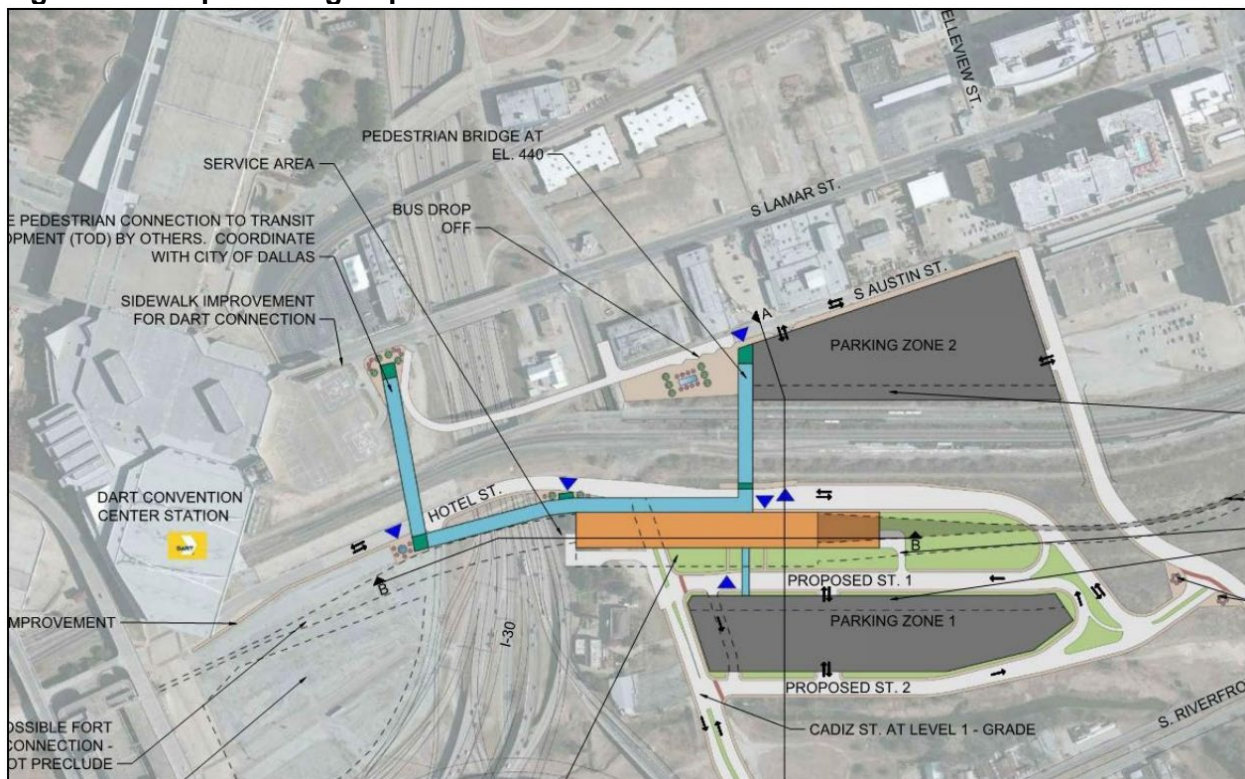 ELLEVIEW ST.
PEDESTRIAN BRIDGE AT
EL. 440
SERVICE AREA
S LAMAR ST.
BUS DROP
OFF
E PEDESTRIAN CONNECTION TO TRANSIT
OPMENT (TOD) BY OTHERS. COORDINATE
WITH CITY OF DALLAS
S AUSTIN ST.
SIDEWALK IMPROVEMENT
FOR DART CONNECTION
A
PARKING ZONE 2
HOTEL ST.
DART CONVENTION
CENTER STATION
B
B
PROPOSED ST. 1
PARKING ZONE 1
MPROVEMENT
I-30
PROPOSED ST. 2
S. RIVERFRO
OSSIBLE FORT
CONNECTION -
OT PRECLUDE
CADIZ ST. AT LEVEL 1 - GRADE